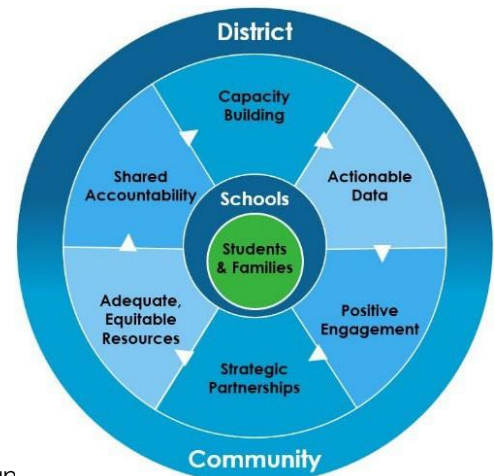 District
Capacity
Building
Actionable
Data
Positive
Engagement
Strategic
Partnerships
Adequate,
Equitable
Resources
Shared
Accountability
Schools
Students
& Families
Community